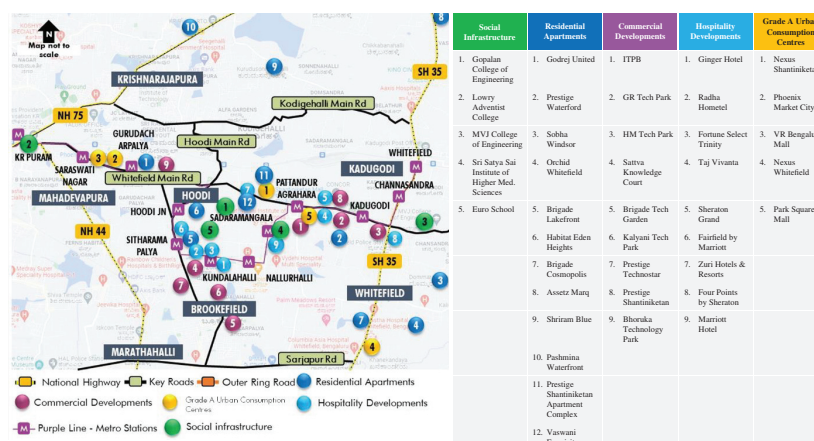 N
Map not to
scale
KRISHNARAJAPURA
Kodigehalli Main Rd
SH 35
NH 75
Hoodi Main Rd
GURUDACH
ARPALYA
KR PURAM
SARASWATI
NAGAR
Whitefield Main Rd
MAHADEVAPURA
HOODI
HOODI JN
SADARAMANGALA
PATTANDUR
AGRAHARA
WHITEFIELD
KADUGODI
CHANNASANDRA
KADUGODI
NH 44
SITHARAMA
PALYA
KUNDALAHALLI
NALLURHALLI
SH 35
WHITEFIELD
BROOKEFIELD
MARATHAHALLI
Sarjapur Rd
National Highway
Key Roads
Outer Ring Road
Residential Apartments
Commercial Developments
Grade A Urban Consumption
Centres
Hospitality Developments
M Purple Line - Metro Stations
Social infrastructure
Social
Infrastructure
1. Gopalan
College of
Engineering
2. Lowry
Adventist
College
3. MVJ College
of Engineering
4. Sri Satya Sai
Institute of
Higher Med.
Sciences
5. Euro School
Residential
Apartments
1. Godrej United
2. Prestige
Waterford
3. Sobha
Windsor
4. Orchid
Whitefield
5. Brigade
Lakefront
6. Habitat Eden
Heights
7. Brigade
Cosmopolis
8. Assetz Marq
9. Shriram Blue
10. Pashmina
Waterfront
11. Prestige
Shantiniketan
Apartment
Complex
12. Vaswani
Commercial
Developments
1. ITPB
2. GR Tech Park
3. HM Tech Park
4. Sattva
Knowledge
Court
5. Brigade Tech
Garden
6. Kalyani Tech
Park
7. Prestige
Technostar
8. Prestige
Shantiniketan
9. Bhoruka
Technology
Park
Hospitality
Developments
1. Ginger Hotel
2. Radha
Hometel
3. Fortune Select
Trinity
4. Taj Vivanta
5. Sheraton
Grand
6. Fairfield by
Marriott
7. Zuri Hotels &
Resorts
8. Four Points
by Sheraton
9. Marriott
Hotel
Grade A Urban
Consumption
Centres
1. Nexus
Shantiniketa
2. Phoenix
Market City
3. VR Bengalu
Mall
4. Nexus
Whitefield
5. Park Square
Mall